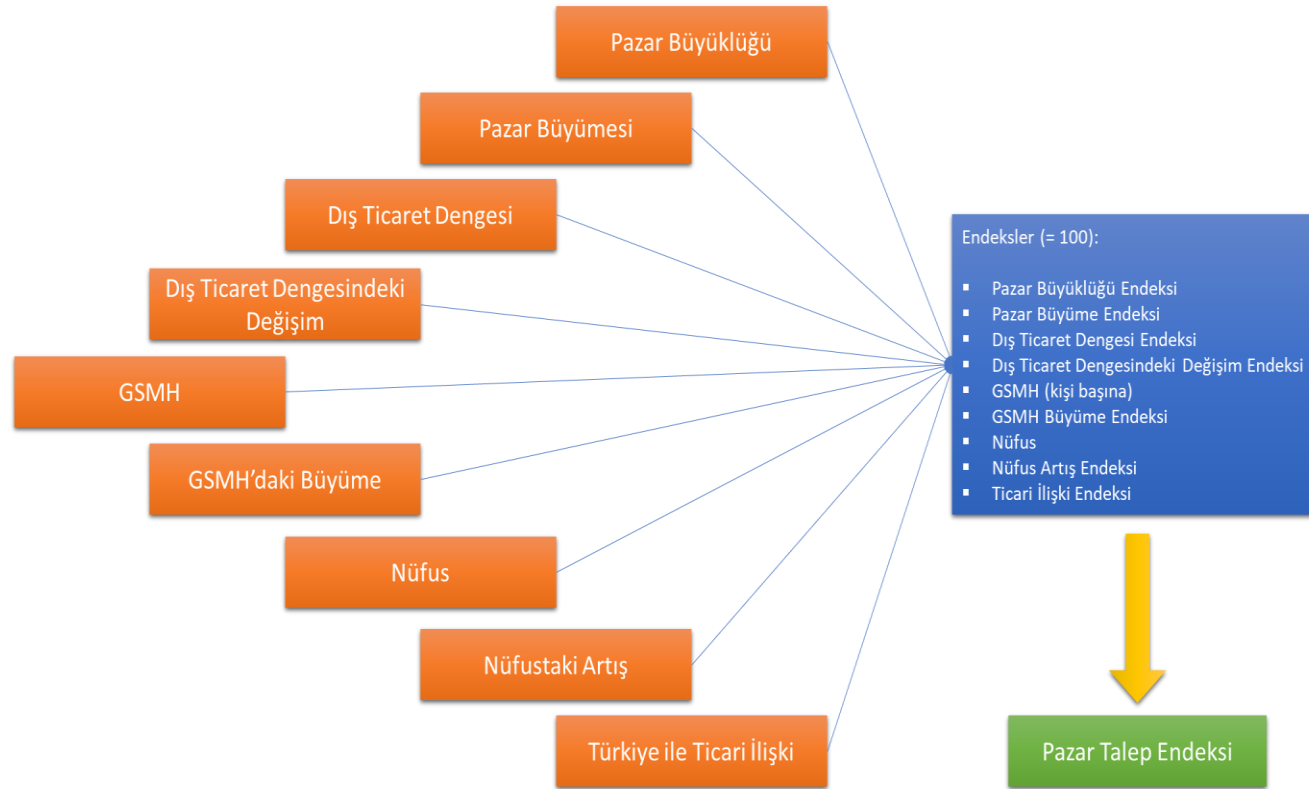 Pazar Büyüklüğü
Pazar Büyümesi
Dış Ticaret Dengesi
Dış Ticaret Dengesindeki
Değişim
GSMH
GSMH’daki Büyüme
Nüfus
Nüfustaki Artış
Türkiye ile Ticari İlişki
Endeksler (= 100):
▪ Pazar Büyüklüğü Endeksi
▪ Pazar Büyüme Endeksi
▪ Dış Ticaret Dengesi Endeksi
▪ Dış Ticaret Dengesindeki Değişim Endeksi
▪ GSMH (kişi başına)
▪ GSMH Büyüme Endeksi
▪ Nüfus
▪ Nüfus Artış Endeksi
▪ Ticari İlişki Endeksi
Pazar Talep Endeksi